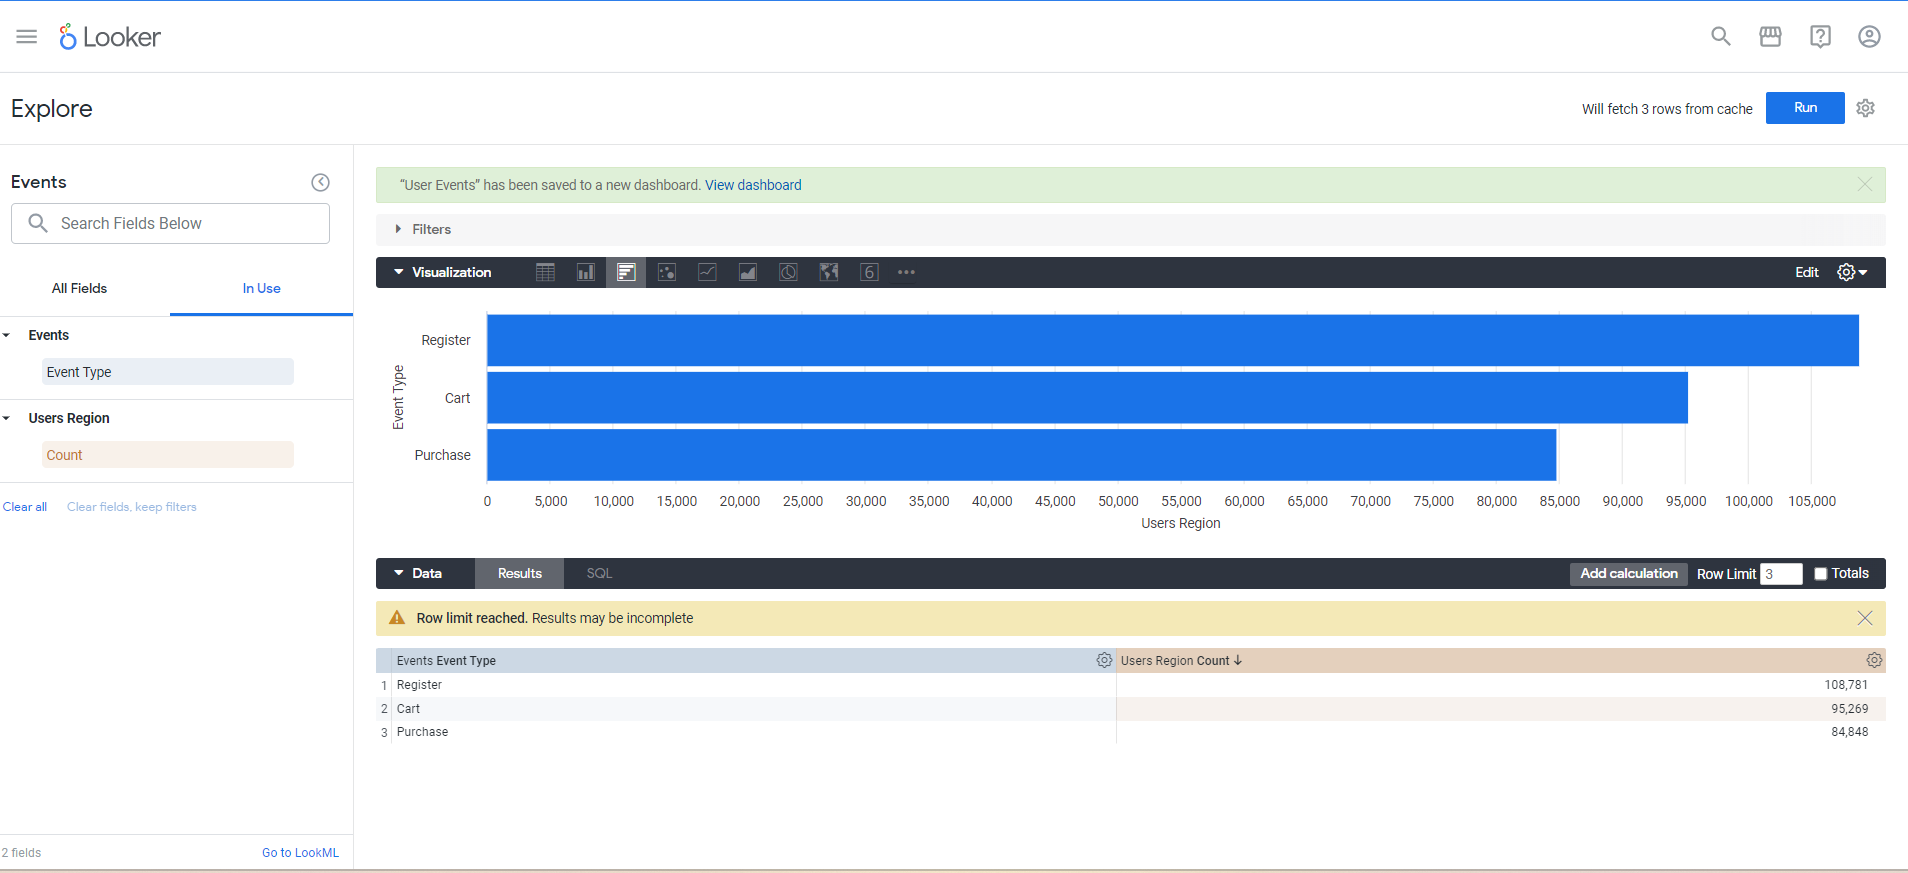 Looker
Explore
Will fetch 3 rows from cache
Run
Events
Search Fields Below
All Fields
In Use
Events
Event Type
Users Region
Count
Clear all
Clear fields, keep filters
2 fields
Go to LookML
“User Events” has been saved to a new dashboard. View dashboard
Filters
Visualization
6
Edit
Event Type
Register
Cart
Purchase
0 5,000 10,000 15,000 20,000 25,000 30,000 35,000 40,000 45,000 50,000 55,000 60,000 65,000 70,000 75,000 80,000 85,000 90,000 95,000 100,000 105,000
Users Region
Data Results SQL Add calculation Row Limit 3 Totals
Row limit reached. Results may be incomplete
Events Event Type Users Region Count
1 Register 108,781
2 Cart 95,269
3 Purchase 84,848